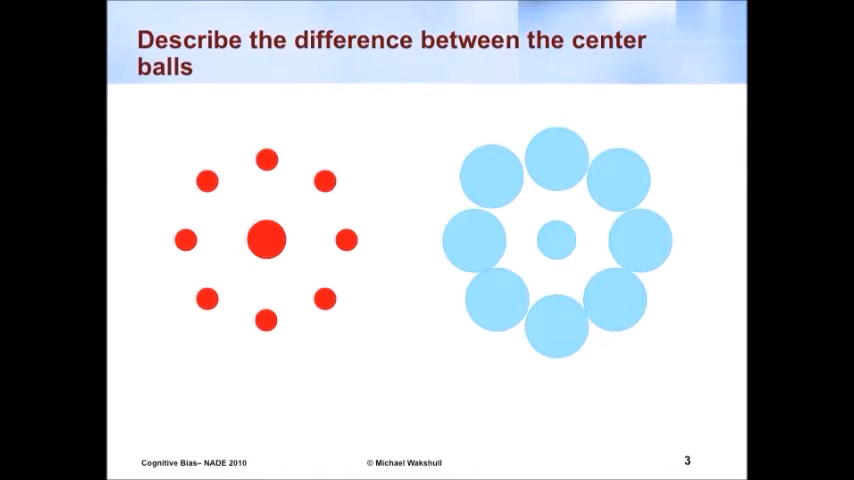 Describe the difference between the center
balls
Cognitive Bias– NADE 2010
© Michael Wakshull
3